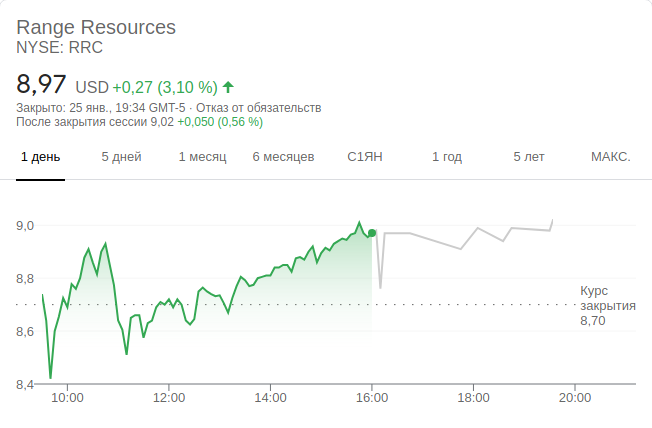 Range Resources
NYSE: RRC
8,97 USD +0,27 (3,10 %)
Закрыто: 25 янв., 19:34 GMT-5 · Отказ от обязательств
После закрытия сессии 9,02 +0,050 (0,56 %)
1 день 5 дней 1 месяц 6 месяцев С1ЯН 1 год 5 лет МАКС.
9,0
8,8
Курс
закрытия
8,70
8,6
8,4
10:00 12:00 14:00 16:00 18:00 20:00